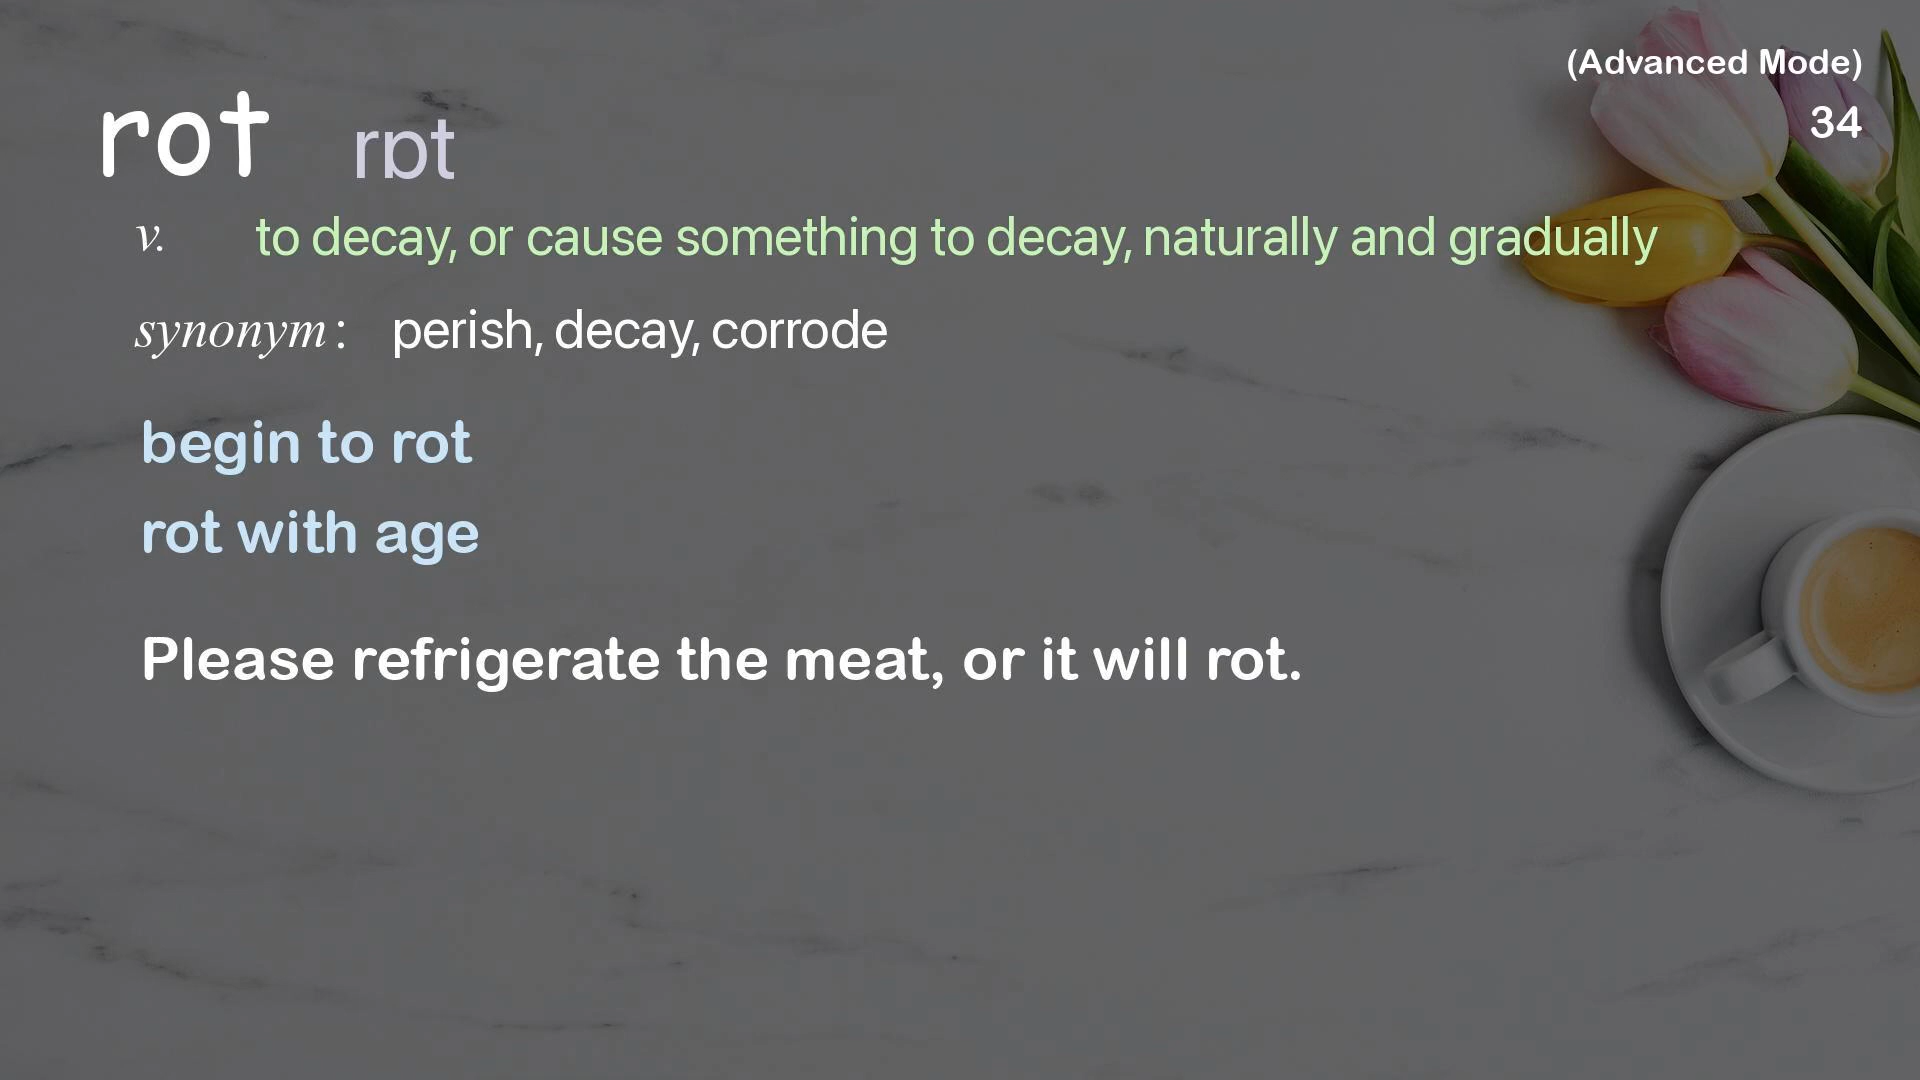 (Advanced Mode)
34
rot rɒt
v. to decay, or cause something to decay, naturally and gradually
synonym: perish, decay, corrode
begin to rot
rot with age
Please refrigerate the meat, or it will rot.